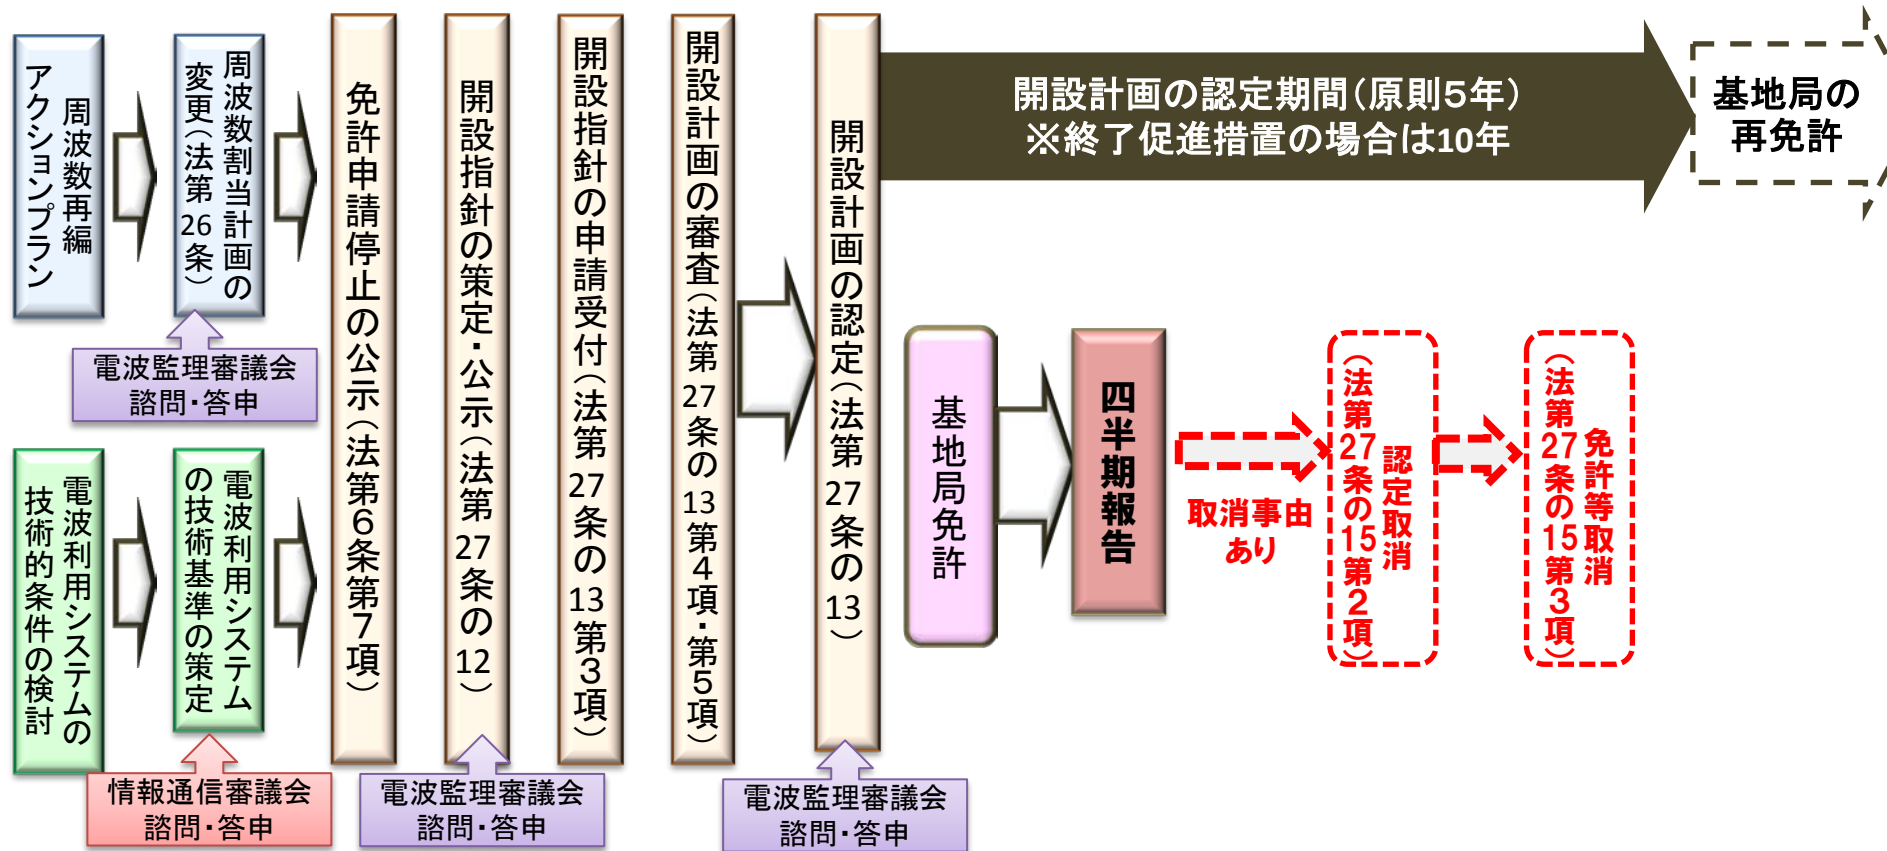 周波数再編
アクションプラン
周波数割当計画の
変更(法第26条)
電波監理審議会
諮問・答申
電波利用システムの
技術的条件の検討
電波利用システム
の技術基準の策定
情報通信審議会
諮問・答申
免許申請停止の公示(法第6条第7項)
開設指針の策定・公示(法第27条の12)
電波監理審議会
諮問・答申
開設指針の申請受付(法第27条の13第3項)
開設計画の審査(法第27条の13第4項・第5項)
開設計画の認定(法第27条の13)
電波監理審議会
諮問・答申
開設計画の認定期間(原則5年)
※終了促進措置の場合は10年
基地局の
再免許
基地局免許
四半期報告
取消事由
あり
認定取消
(法第27条の15第2項)
免許等取消
(法第27条の15第3項)